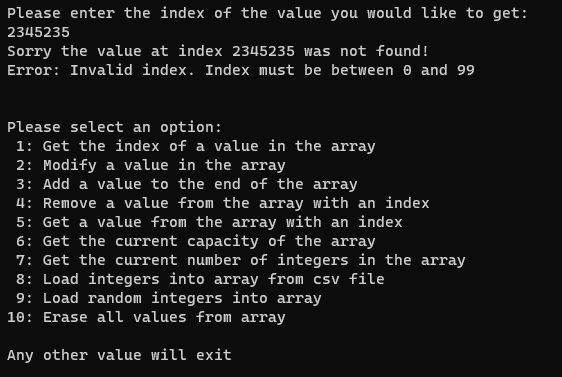 Please enter the index of the value you would like to get:
2345235
Sorry the value at index 2345235 was not found!
Error: Invalid index. Index must be between 0 and 99
Please select an option:
1: Get the index of a value in the array
2: Modify a value in the array
3: Add a value to the end of the array
4: Remove a value from the array with an index
5: Get a value from the array with an index
6: Get the current capacity of the array
7: Get the current number of integers in the array
8: Load integers into array from csv file
9: Load random integers into array
10: Erase all values from array
Any other value will exit